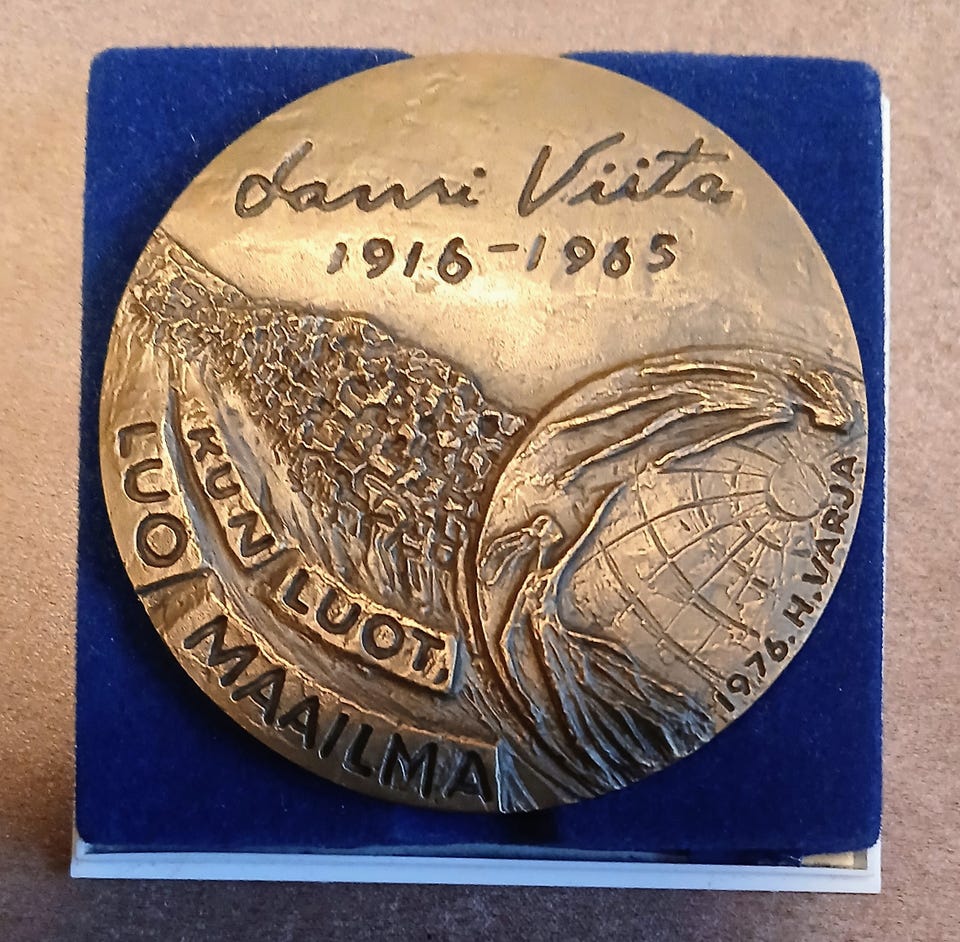 Lauri Viita
1916-1965
KUN LUOT,
LUO MAAILMA
1976. H. VARJA